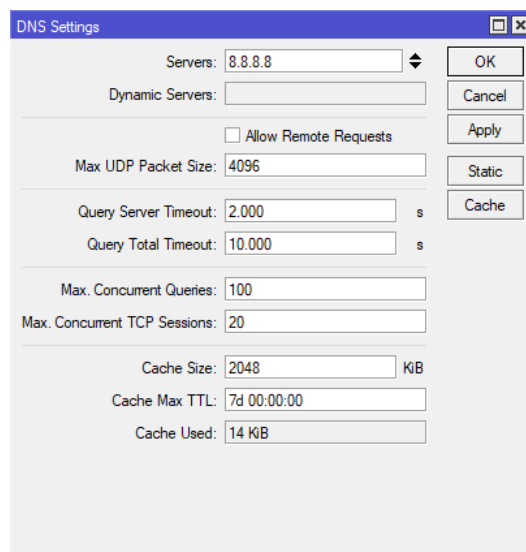 DNS Settings
Servers: 8.8.8.8
OK
Dynamic Servers:
Cancel
Allow Remote Requests
Apply
Max UDP Packet Size: 4096
Static
Query Server Timeout: 2.000 s
Cache
Query Total Timeout: 10.000 s
Max. Concurrent Queries: 100
Max. Concurrent TCP Sessions: 20
Cache Size: 2048 KiB
Cache Max TTL: 7d 00:00:00
Cache Used: 14 KiB